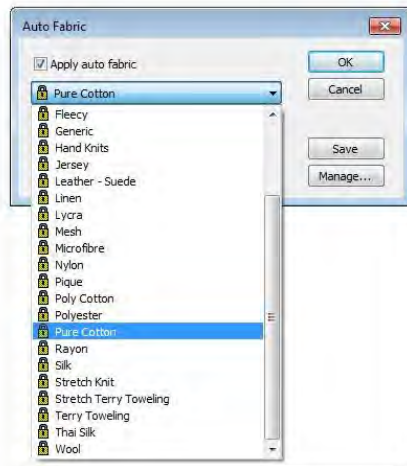 Auto Fabric
Apply auto fabric
OK
Pure Cotton
Cancel
Fleecy
Generic
Hand Knits
Jersey
Save
Leather - Suede
Manage...
Linen
Lycra
Mesh
Microfibre
Nylon
Pique
Poly Cotton
Polyester
Pure Cotton
Rayon
Silk
Stretch Knit
Stretch Terry Toweling
Terry Toweling
Thai Silk
Wool